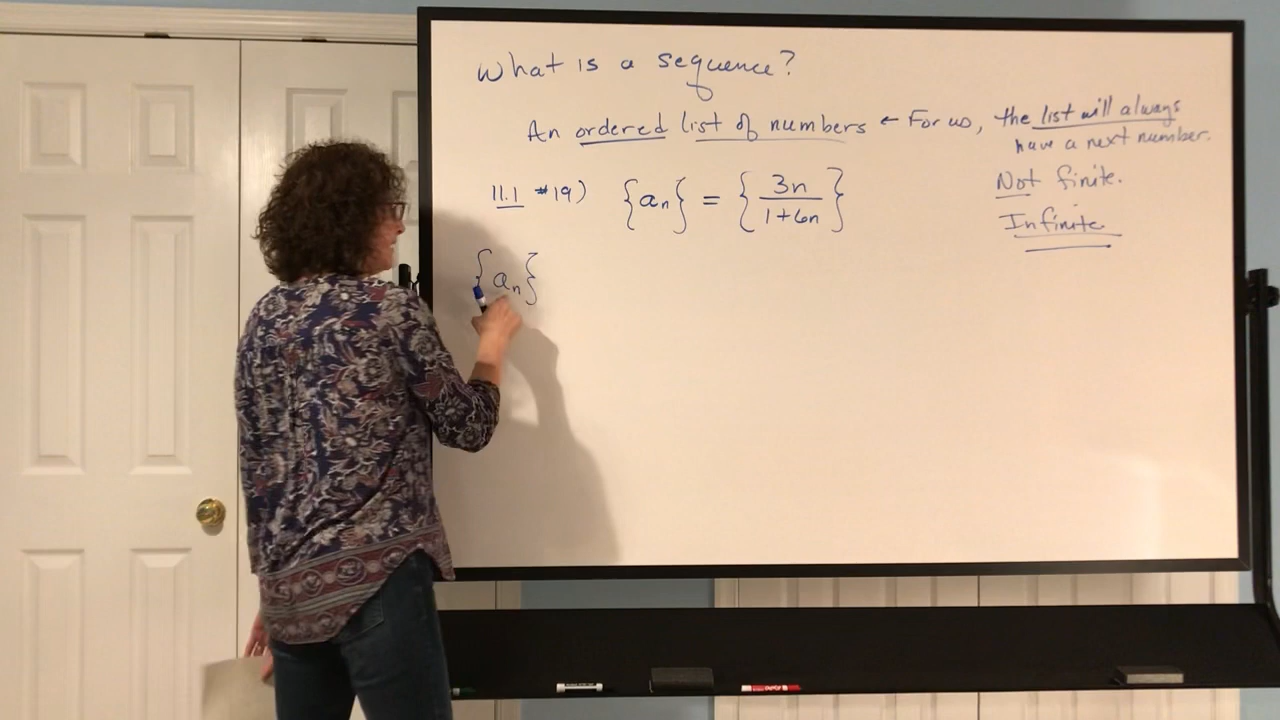 What is a sequence?
An ordered list of numbers ← For us, the list will always
have a next number.
11.1 #19) {aₙ} = {3n / 1+6n}
Not finite.
Infinite.
{aₙ}